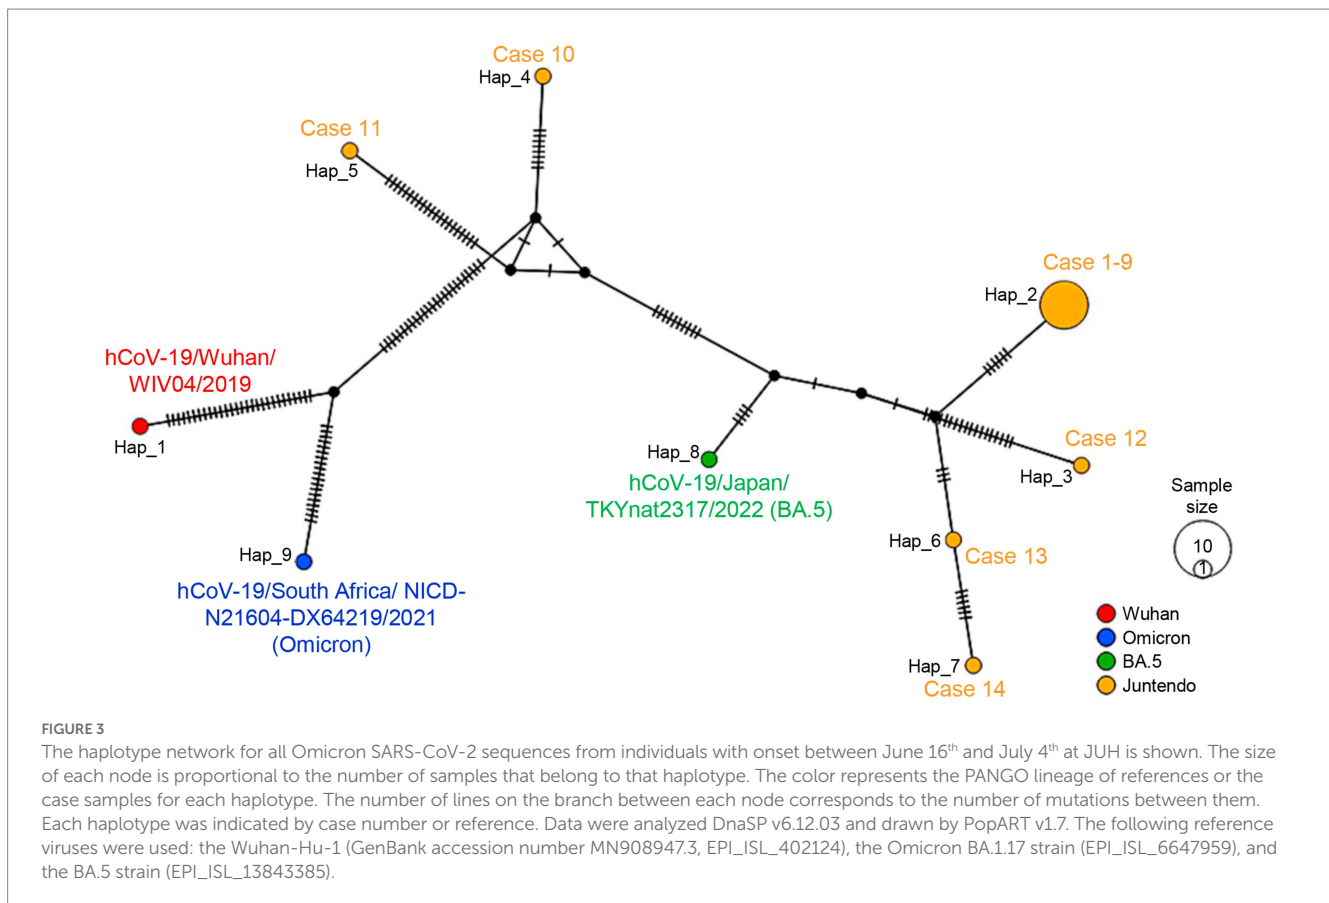 Case 10
Hap_4
Case 11
Hap_5
Case 1-9
Hap_2
hCoV-19/Wuhan/
WIV04/2019
Hap_1
Case 12
Hap_3
Hap_8
hCoV-19/Japan/
TKYnat2317/2022 (BA.5)
Sample
size
10
1
Hap_6
Case 13
Hap_9
hCoV-19/South Africa/ NICD-
N21604-DX64219/2021
(Omicron)
Hap_7
Case 14
Wuhan
Omicron
BA.5
Juntendo
FIGURE 3
The haplotype network for all Omicron SARS-CoV-2 sequences from individuals with onset between June 16th and July 4th at JUH is shown. The size
of each node is proportional to the number of samples that belong to that haplotype. The color represents the PANGO lineage of references or the
case samples for each haplotype. The number of lines on the branch between each node corresponds to the number of mutations between them.
Each haplotype was indicated by case number or reference. Data were analyzed DnaSP v6.12.03 and drawn by PopART v1.7. The following reference
viruses were used: the Wuhan-Hu-1 (GenBank accession number MN908947.3, EPI_ISL_402124), the Omicron BA.1.17 strain (EPI_ISL_6647959), and
the BA.5 strain (EPI_ISL_13843385).